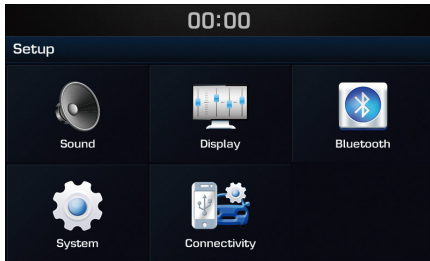 00:00
Setup
Sound
Display
Bluetooth
System
Connectivity